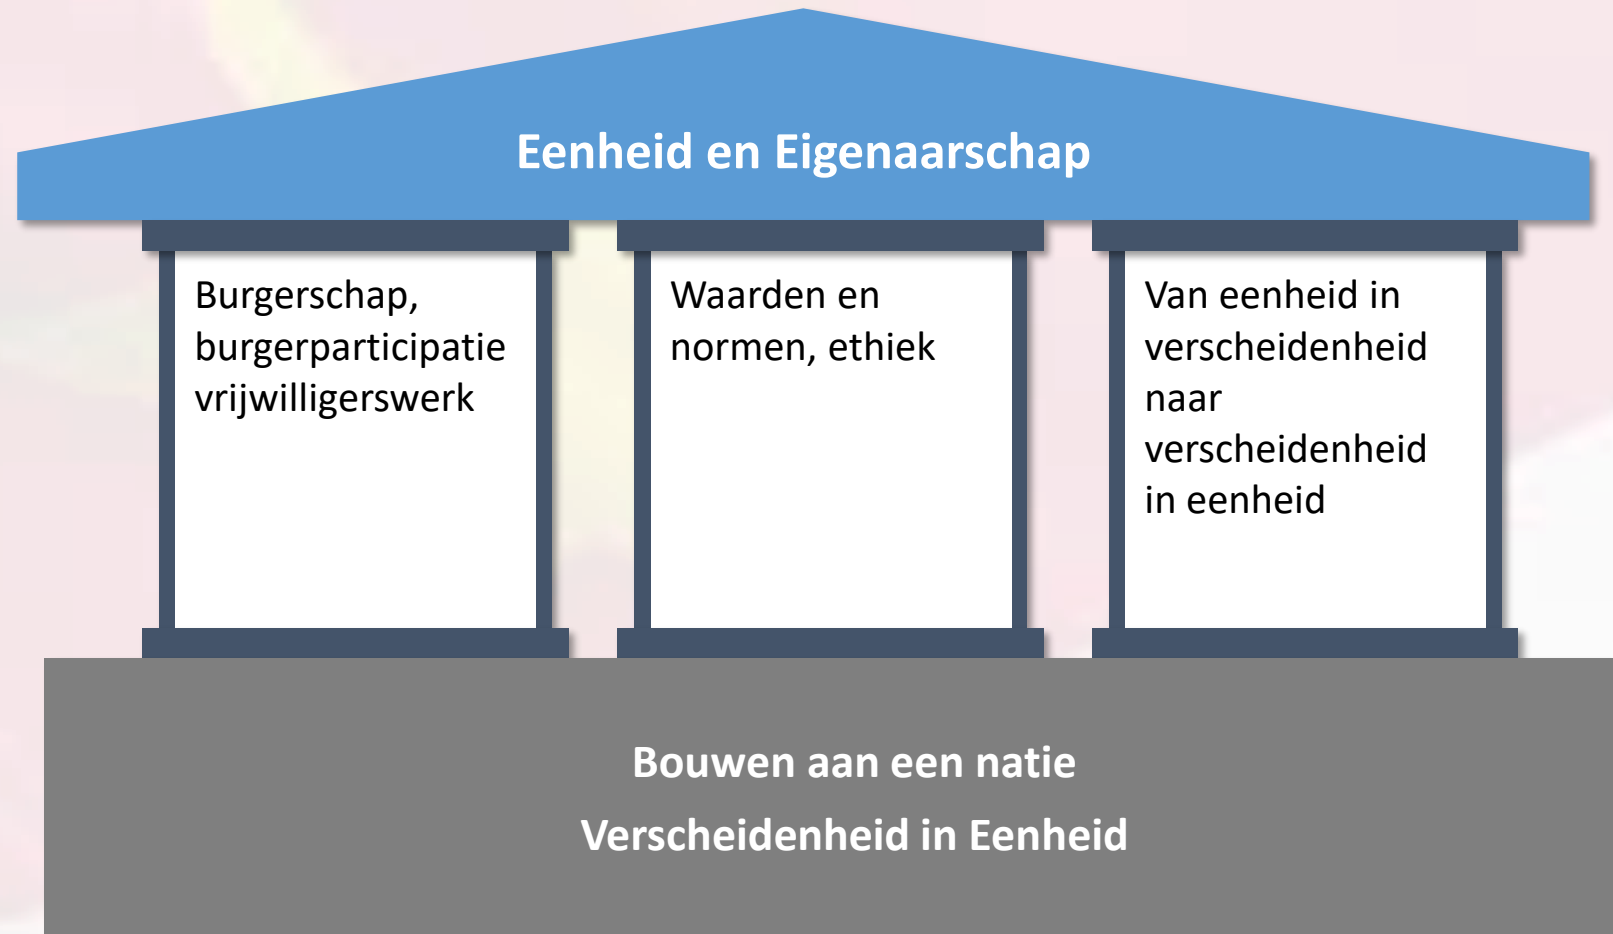 Eenheid en Eigenaarschap
Burgerschap,
burgerparticipatie
vrijwilligerswerk
Waarden en
normen, ethiek
Van eenheid in
verscheidenheid
naar
verscheidenheid
in eenheid
Bouwen aan een natie
Verscheidenheid in Eenheid